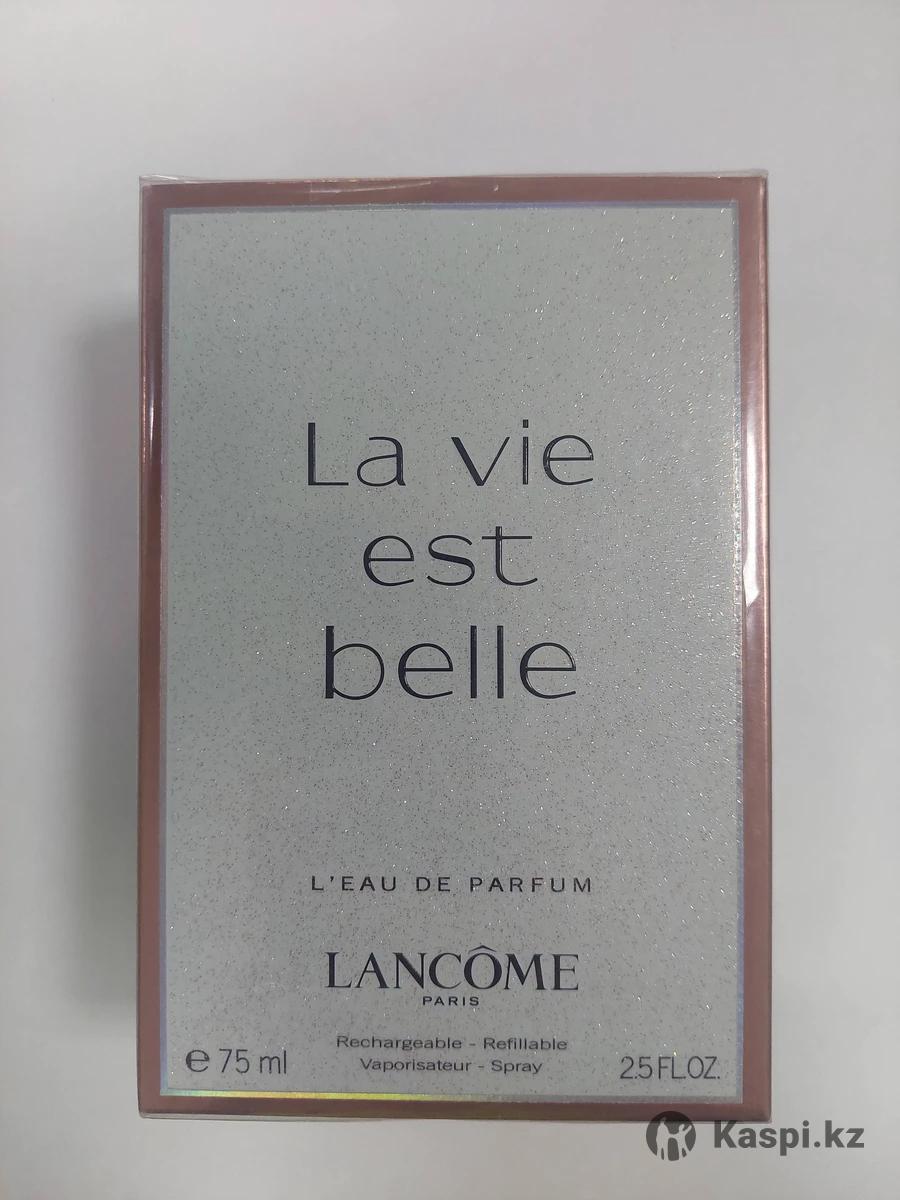 La vie
est
belle
L'EAU DE PARFUM
LANCÔME
PARIS
Rechargeable - Refillable
Vaporisateur - Spray
℮ 75 ml
2.5 FL.OZ.
Kaspi.kz